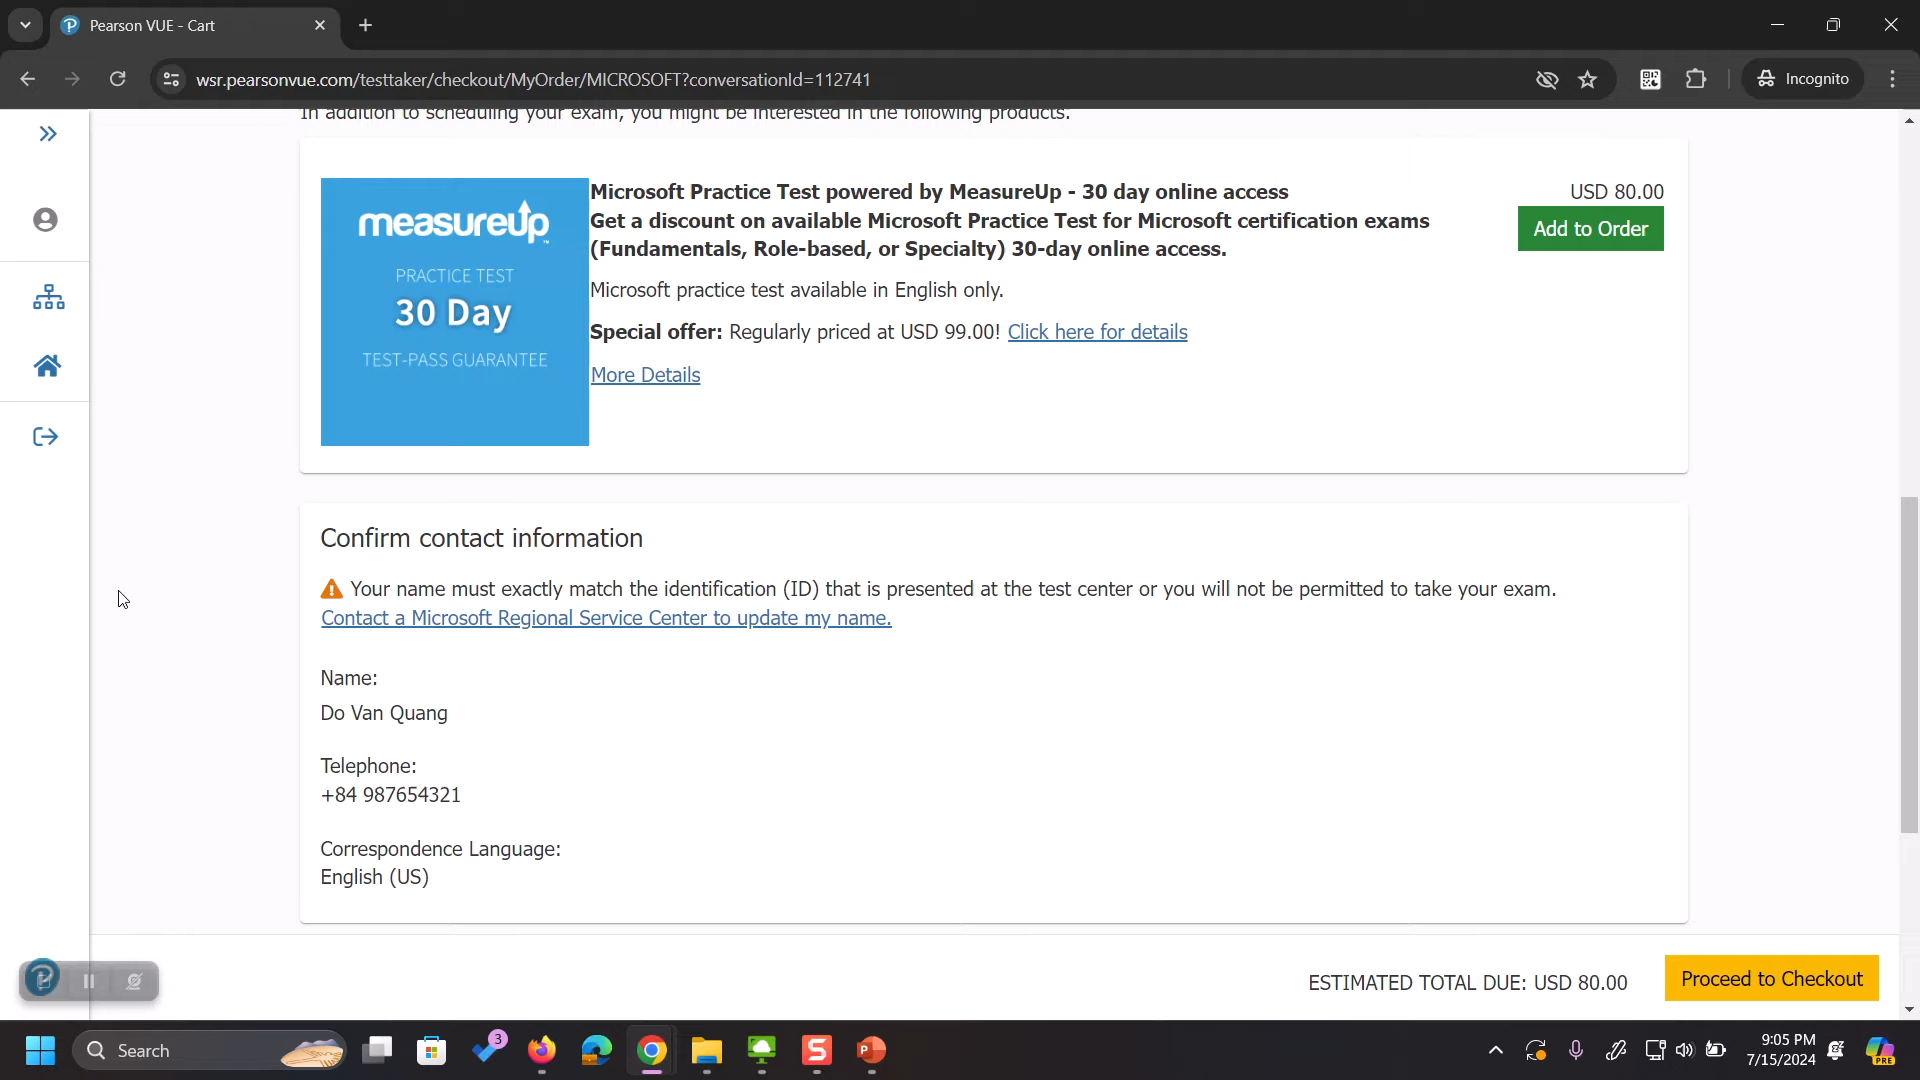 Pearson VUE - Cart
wsr.pearsonvue.com/testtaker/checkout/MyOrder/MICROSOFT?conversationId=112741
Incognito
In addition to scheduling your exam, you might be interested in the following products.
measureup™
PRACTICE TEST
30 Day
TEST-PASS GUARANTEE
Microsoft Practice Test powered by MeasureUp - 30 day online access
USD 80.00
Get a discount on available Microsoft Practice Test for Microsoft certification exams
Add to Order
(Fundamentals, Role-based, or Specialty) 30-day online access.
Microsoft practice test available in English only.
Special offer: Regularly priced at USD 99.00! Click here for details
More Details
Confirm contact information
Your name must exactly match the identification (ID) that is presented at the test center or you will not be permitted to take your exam.
Contact a Microsoft Regional Service Center to update my name.
Name:
Do Van Quang
Telephone:
+84 987654321
Correspondence Language:
English (US)
ESTIMATED TOTAL DUE: USD 80.00
Proceed to Checkout
Search
3
9:05 PM
7/15/2024
PRE